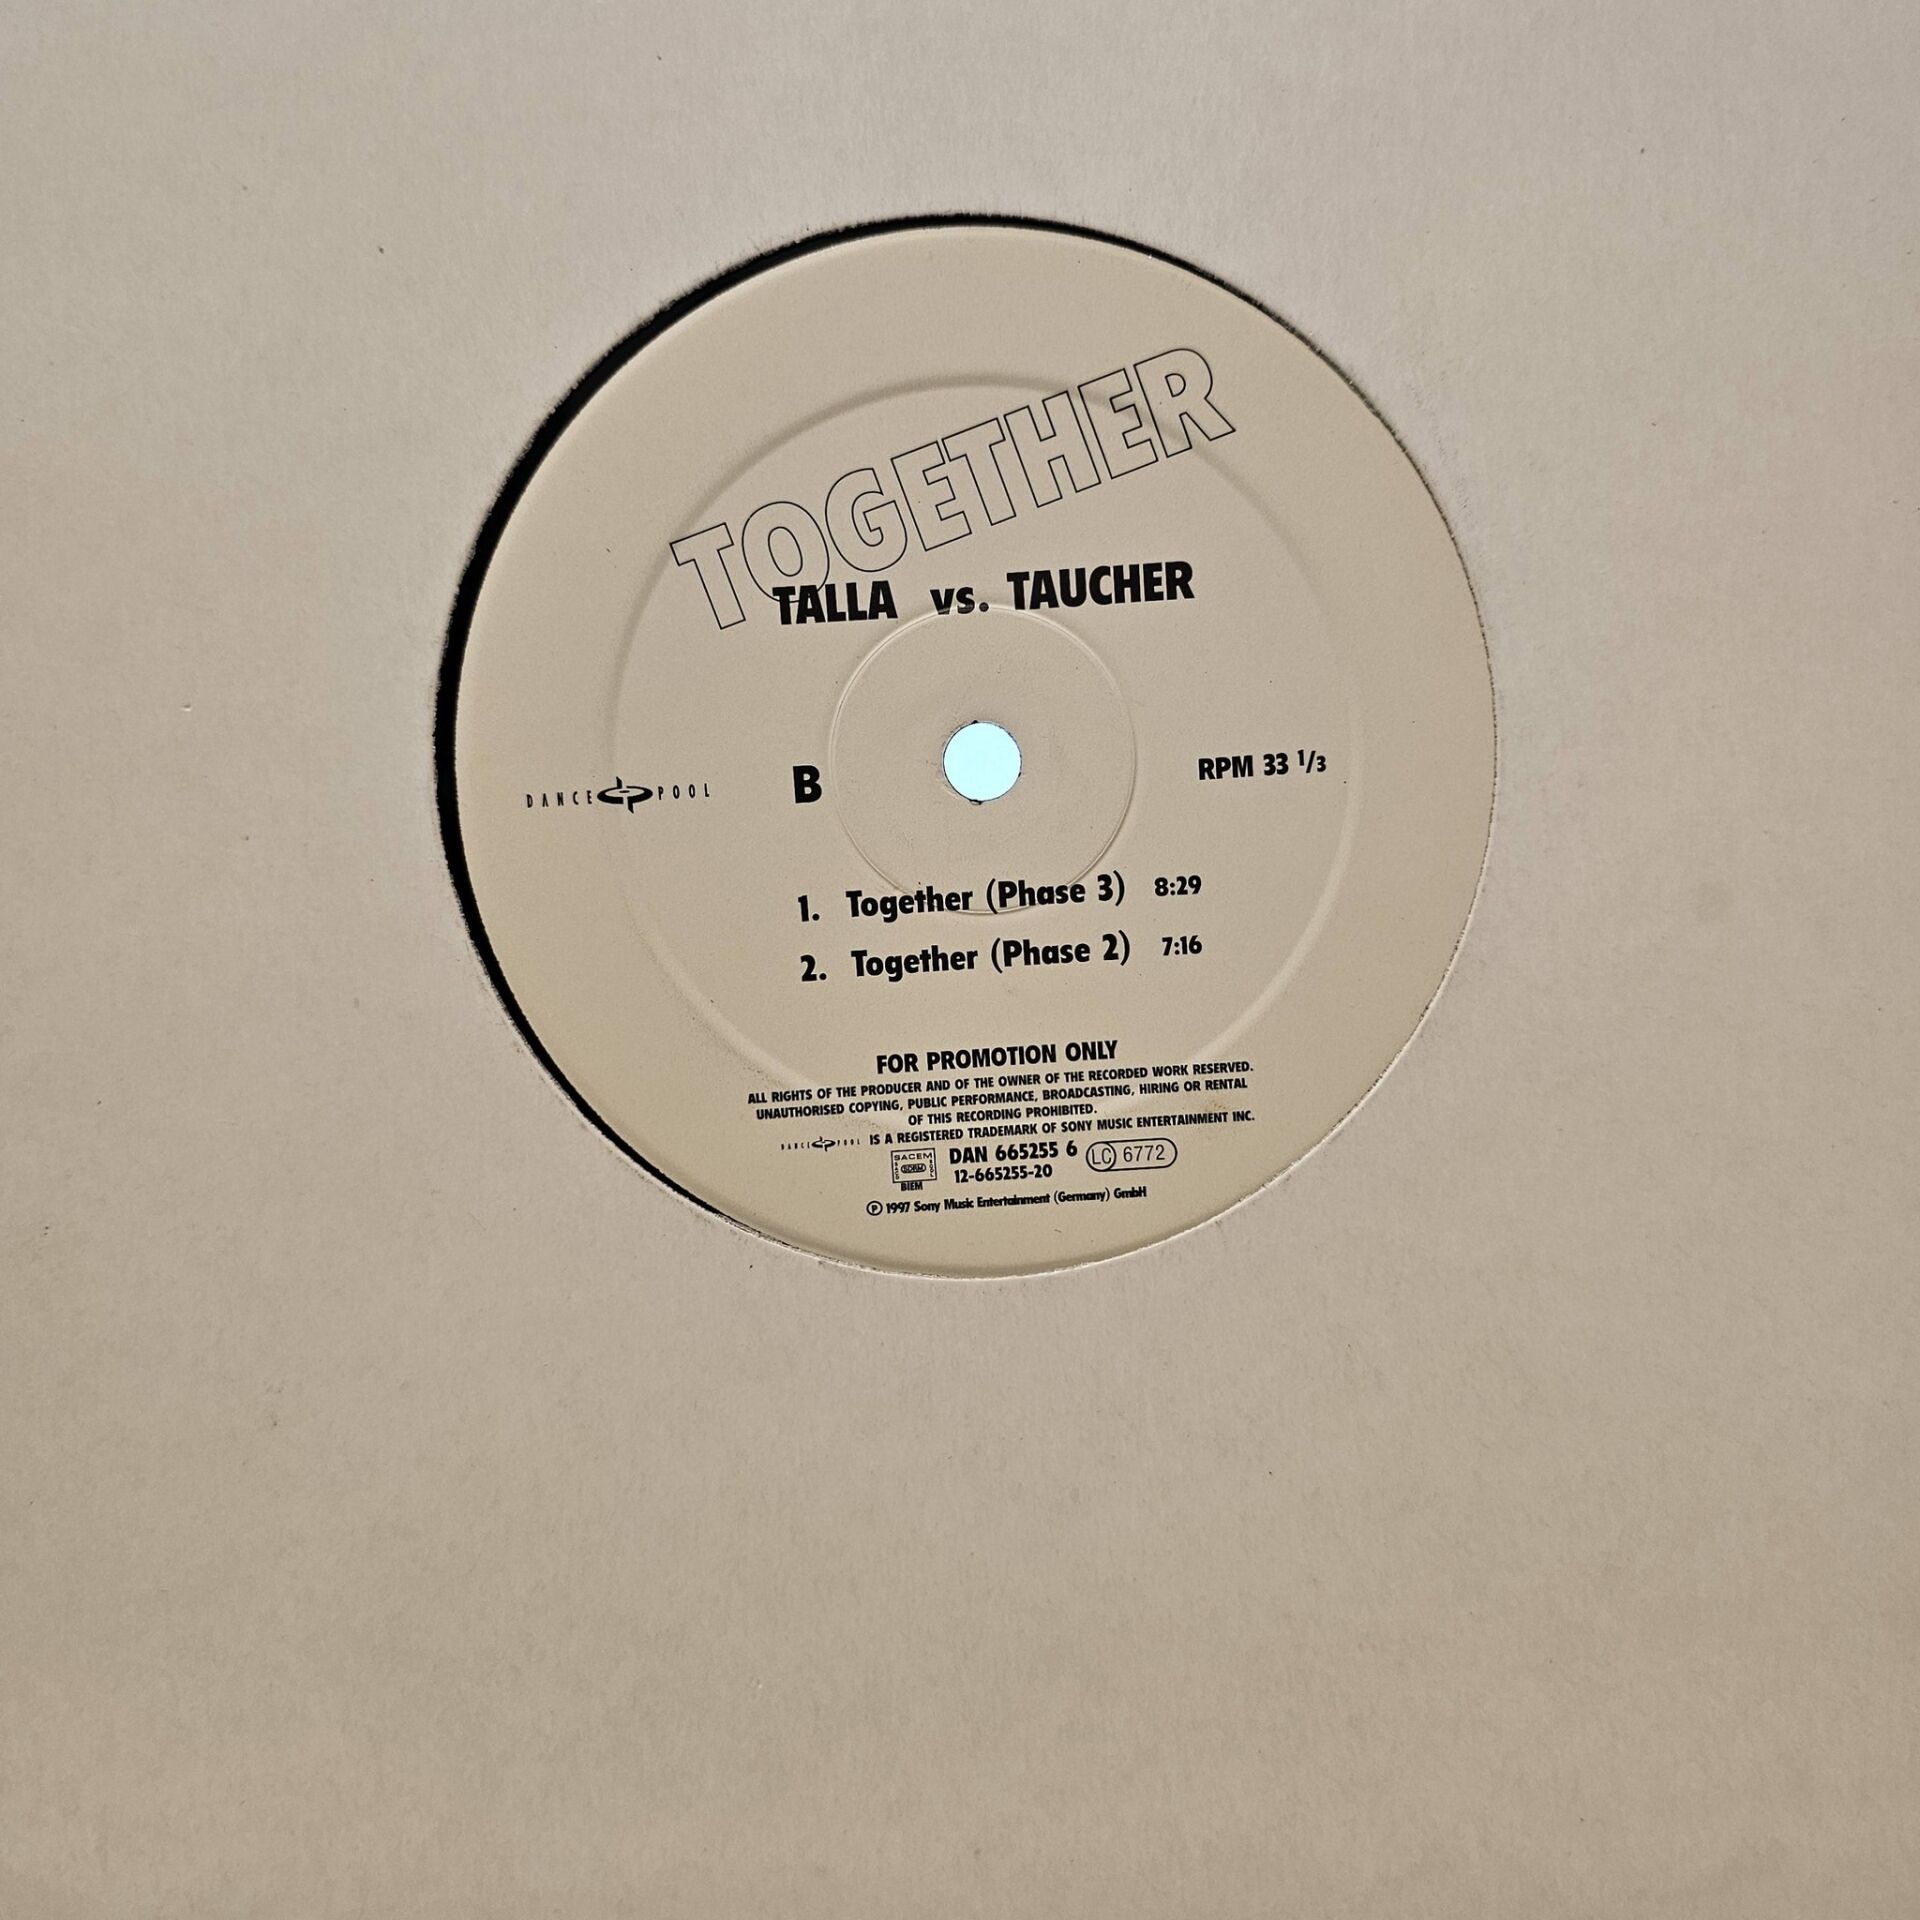 TOGETHER
TALLA vs. TAUCHER
DANCE POOL
B
RPM 33 1/3
1. Together (Phase 3) 8:29
2. Together (Phase 2) 7:16
FOR PROMOTION ONLY
ALL RIGHTS OF THE PRODUCER AND OF THE OWNER OF THE RECORDED WORK RESERVED.
UNAUTHORISED COPYING, PUBLIC PERFORMANCE, BROADCASTING, HIRING OR RENTAL
OF THIS RECORDING PROHIBITED.
DANCE POOL IS A REGISTERED TRADEMARK OF SONY MUSIC ENTERTAINMENT INC.
SACEM
SDRM
BIEM
DAN 665255 6
12-665255-20
LC 6772
℗ 1997 Sony Music Entertainment (Germany) GmbH